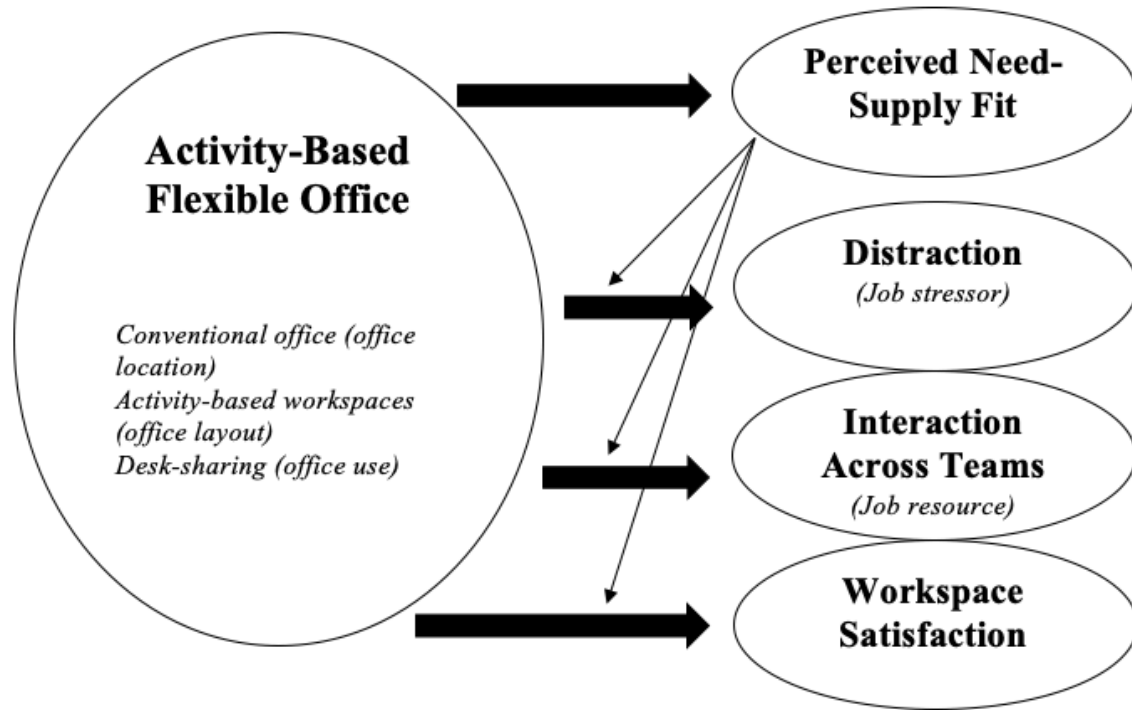 Activity-Based
Flexible Office
Conventional office (office
location)
Activity-based workspaces
(office layout)
Desk-sharing (office use)
Perceived Need-
Supply Fit
Distraction
(Job stressor)
Interaction
Across Teams
(Job resource)
Workspace
Satisfaction